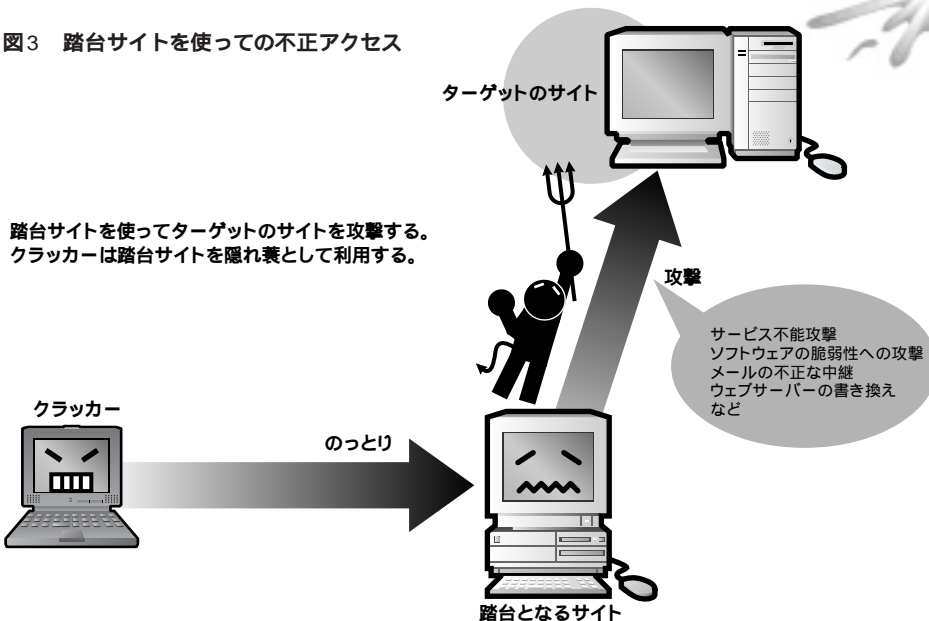 図3 踏台サイトを使っての不正アクセス
ターゲットのサイト
踏台サイトを使ってターゲットのサイトを攻撃する。
クラッカーは踏台サイトを隠れ蓑として利用する。
攻撃
サービス不能攻撃
ソフトウェアの脆弱性への攻撃
メールの不正な中継
ウェブサーバーの書き換え
など
クラッカー
のっとり
踏台となるサイト